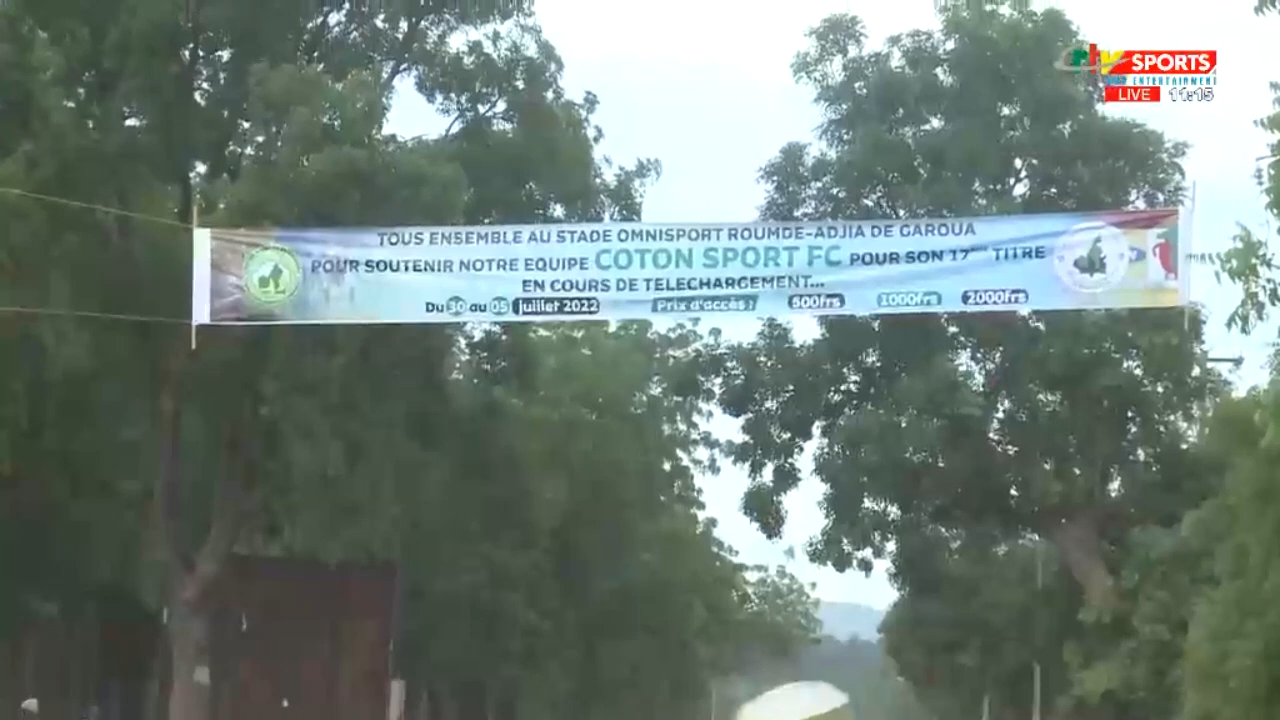 crtv SPORTS
ENTERTAINMENT
LIVE 11:15
TOUS ENSEMBLE AU STADE OMNISPORT ROUMDE-ADJIA DE GAROUA
POUR SOUTENIR NOTRE EQUIPE COTON SPORT FC POUR SON 17ème TITRE
EN COURS DE TELECHARGEMENT...
Du 30 au 05 juillet 2022 Prix d'accès : 500frs 1000frs 2000frs